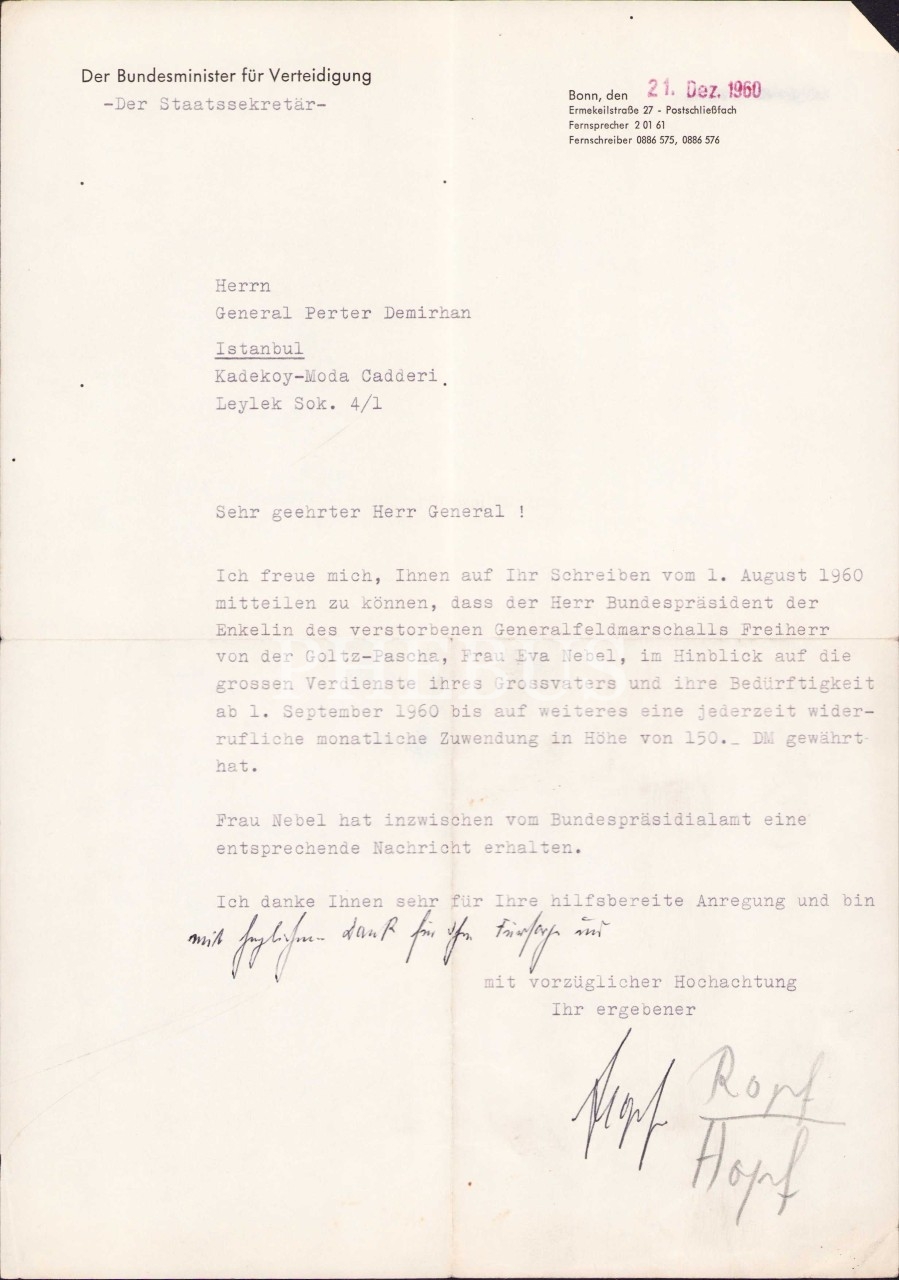 Der Bundesminister für Verteidigung
-Der Staatssekretär-
Bonn, den 21. Dez. 1960
Ermekeilstraße 27 - Postschließfach
Fernsprecher 2 01 61
Fernschreiber 0886 575, 0886 576
Herrn
General Perter Demirhan
Istanbul
Kadekoy-Moda Cadderi.
Leylek Sok. 4/1
Sehr geehrter Herr General !
Ich freue mich, Ihnen auf Ihr Schreiben vom 1. August 1960
mitteilen zu können, dass der Herr Bundespräsident der
Enkelin des verstorbenen Generalfeldmarschalls Freiherr
von der Goltz-Pascha, Frau Eva Nebel, im Hinblick auf die
grossen Verdienste ihres Grossvaters und ihre Bedürftigkeit
ab 1. September 1960 bis auf weiteres eine jederzeit wider-
rufliche monatliche Zuwendung in Höhe von 150.- DM gewährt
hat.
Frau Nebel hat inzwischen vom Bundespräsidialamt eine
entsprechende Nachricht erhalten.
Ich danke Ihnen sehr für Ihre hilfsbereite Anregung und bin
mit herzlichem Dank für Ihre Fürsorge und
mit vorzüglicher Hochachtung
Ihr ergebener
Hopf
Ropf
Hopf